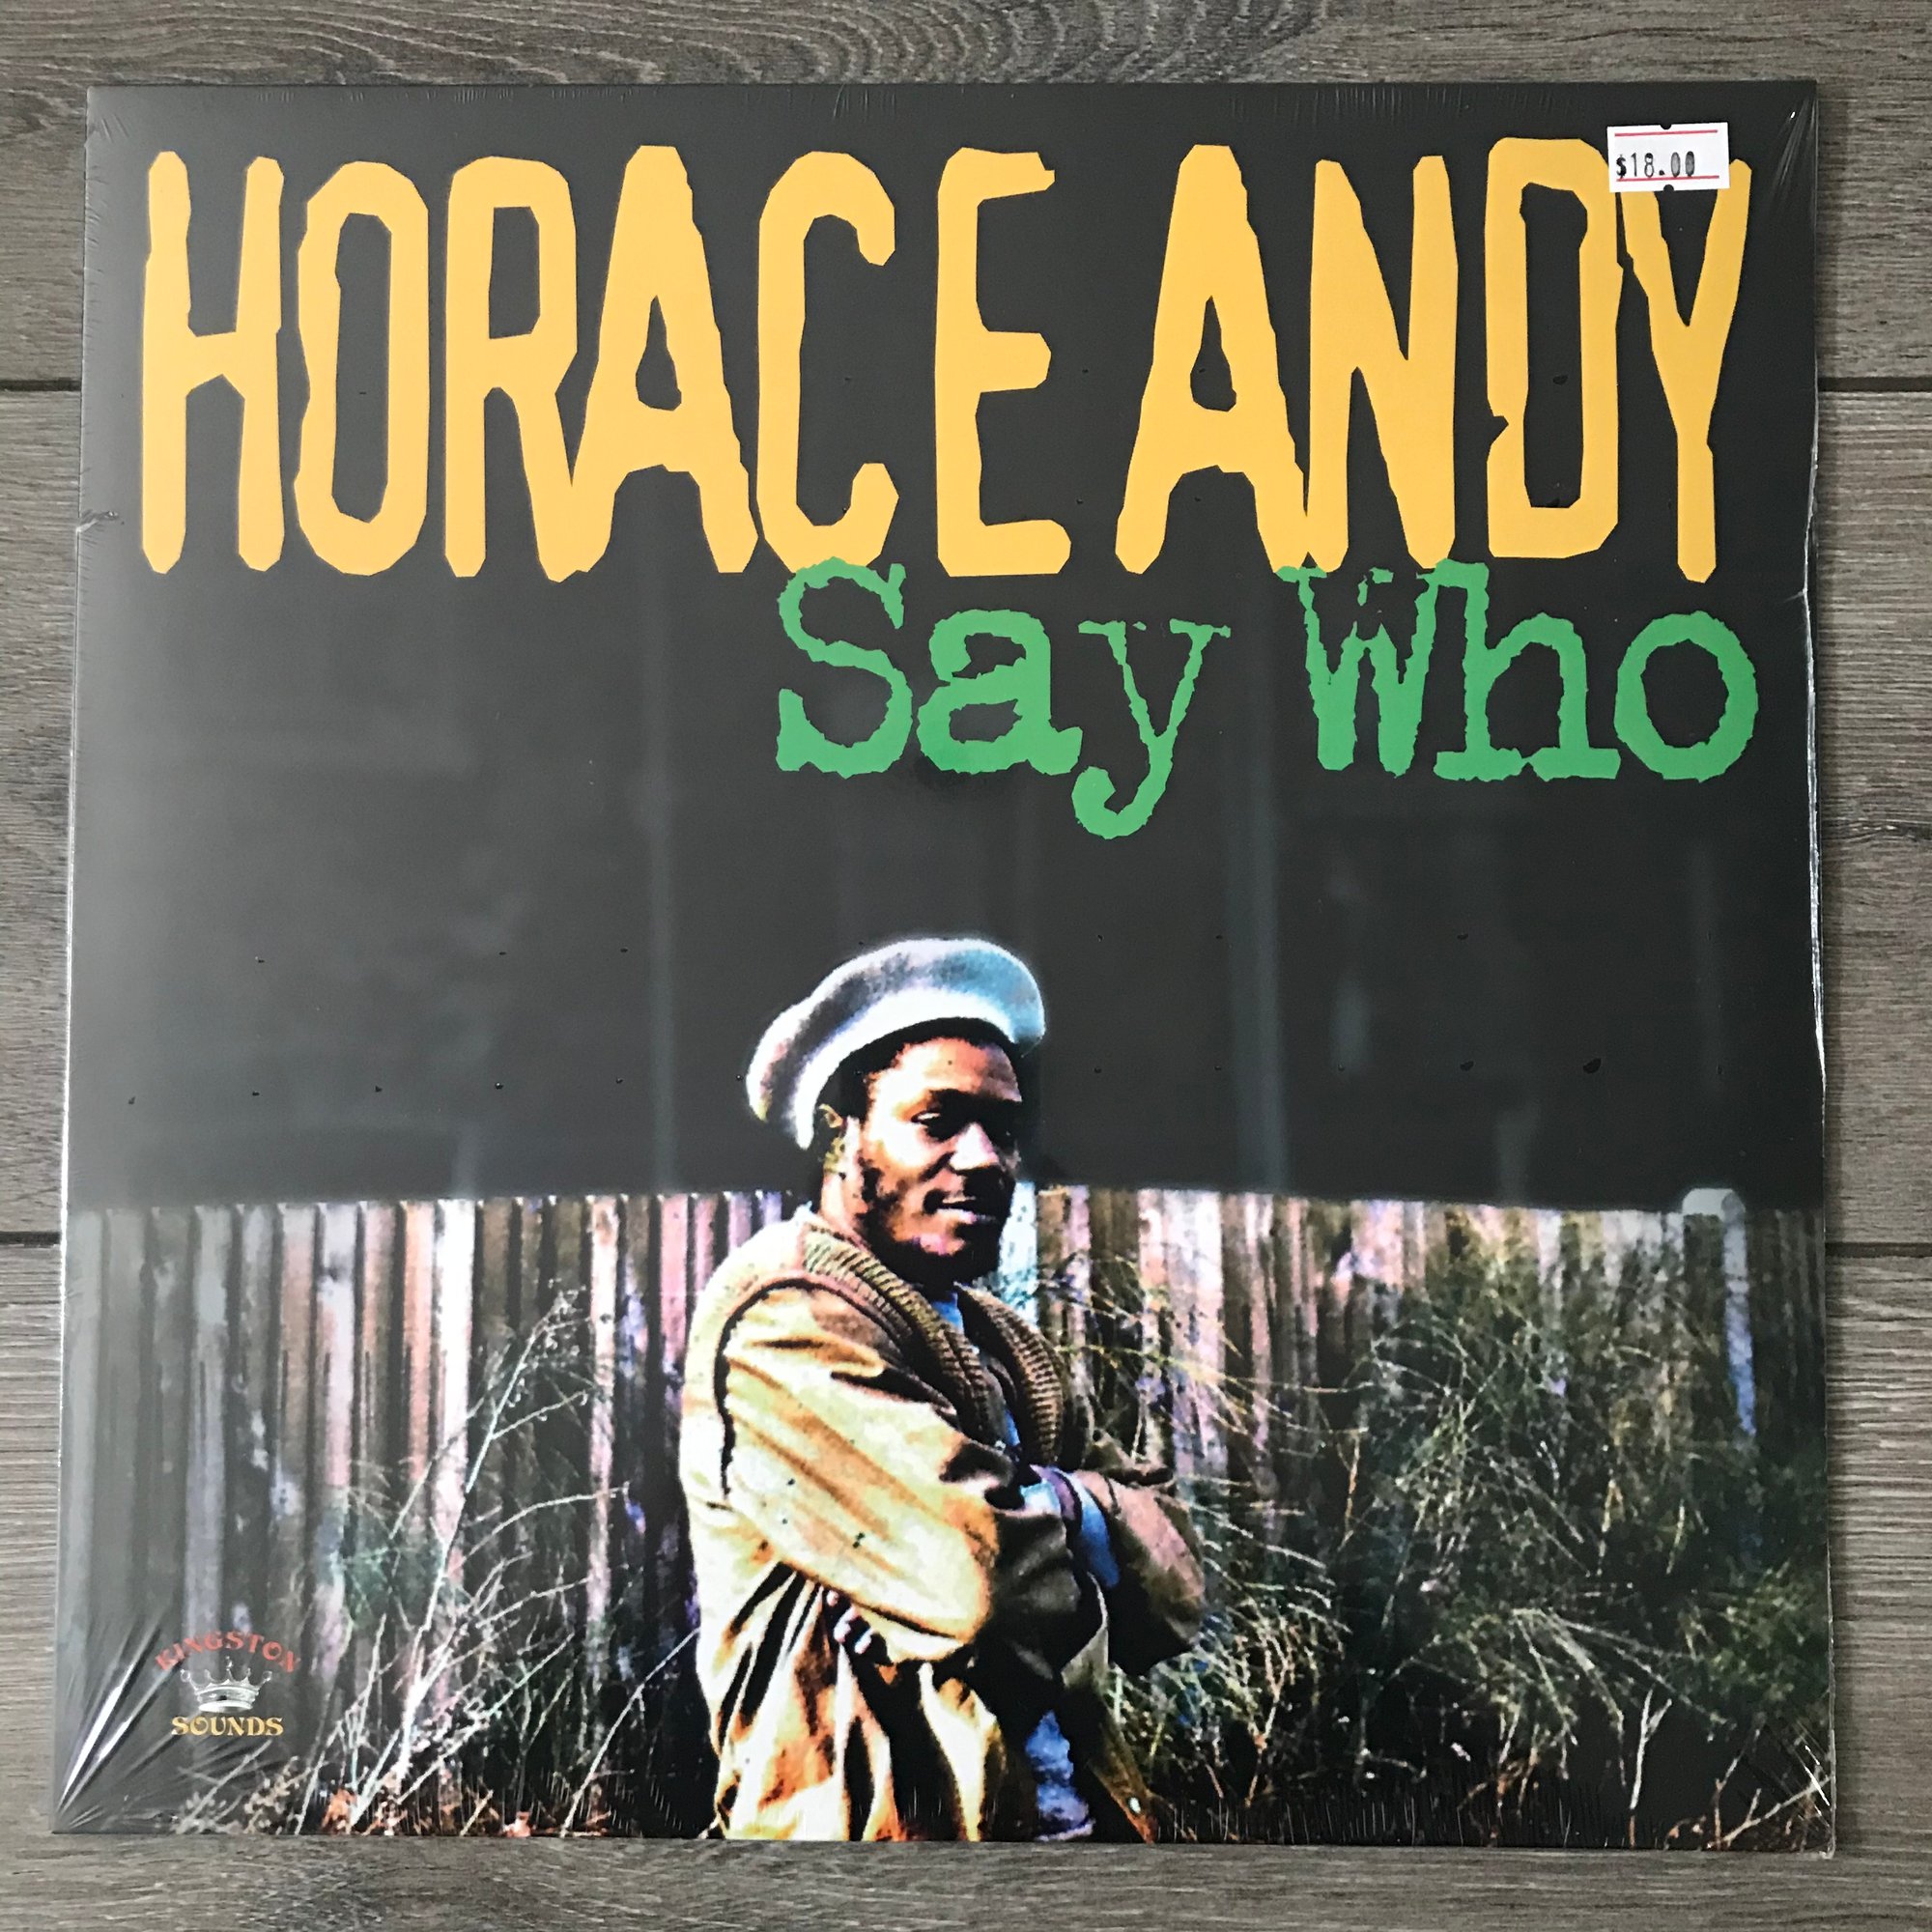 HORACE ANDY
$18.00
Say Who
KINGSTON
SOUNDS